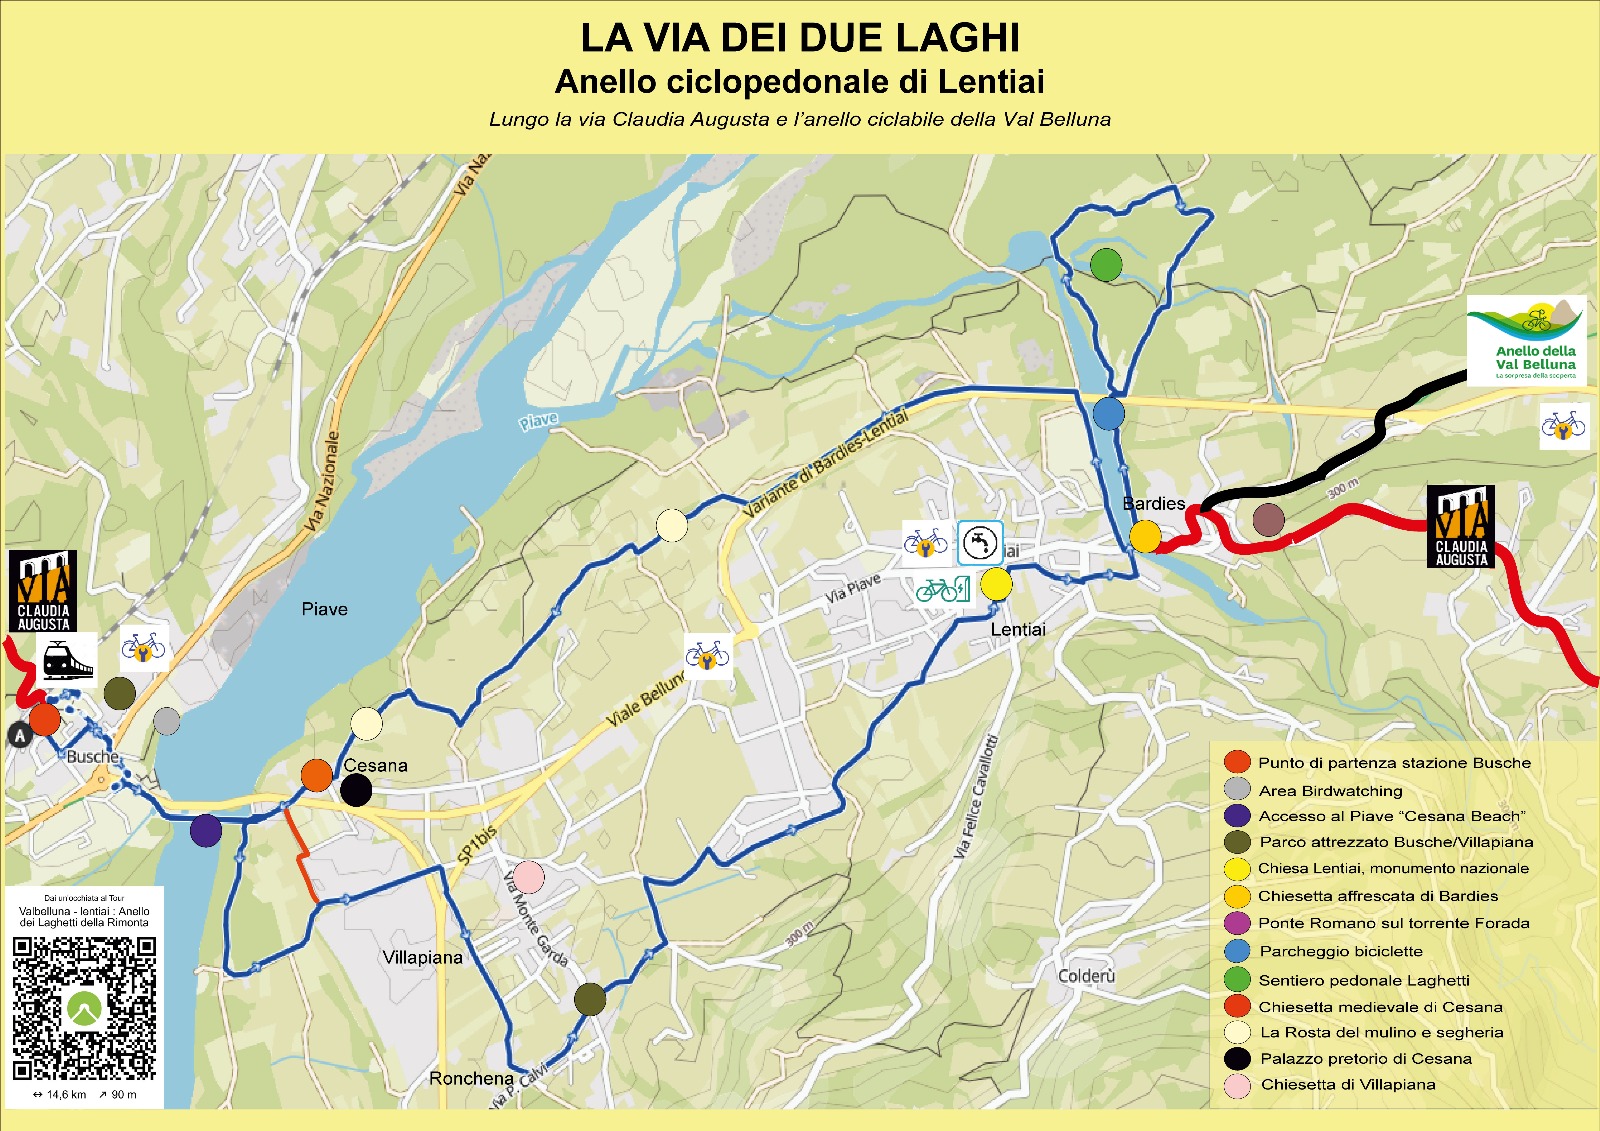 LA VIA DEI DUE LAGHI
Anello ciclopedonale di Lentiai
Lungo la via Claudia Augusta e l'anello ciclabile della Val Belluna
Via Naz
Via Nazionale
Piave
Variante di Bardies-Lentiai
Anello della
Val Belluna
La sorpresa della scoperta
300 m
Bardies
VIA
CLAUDIA
AUGUSTA
VIA
CLAUDIA
AUGUSTA
iai
Via Piave
Lentiai
Piave
Viale Belluno
A
Busche
Cesana
SP1bis
Via Felice Cavallotti
Via Monte Garda
Villapiana
300 m
Colderù
Ronchena
Via P. Calvi
Dai un'occhiata al Tour
Valbelluna - lentiai : Anello
dei Laghetti della Rimonta
↔ 14,6 km ↗ 90 m
Punto di partenza stazione Busche
Area Birdwatching
Accesso al Piave “Cesana Beach”
Parco attrezzato Busche/Villapiana
Chiesa Lentiai, monumento nazionale
Chiesetta affrescata di Bardies
Ponte Romano sul torrente Forada
Parcheggio biciclette
Sentiero pedonale Laghetti
Chiesetta medievale di Cesana
La Rosta del mulino e segheria
Palazzo pretorio di Cesana
Chiesetta di Villapiana